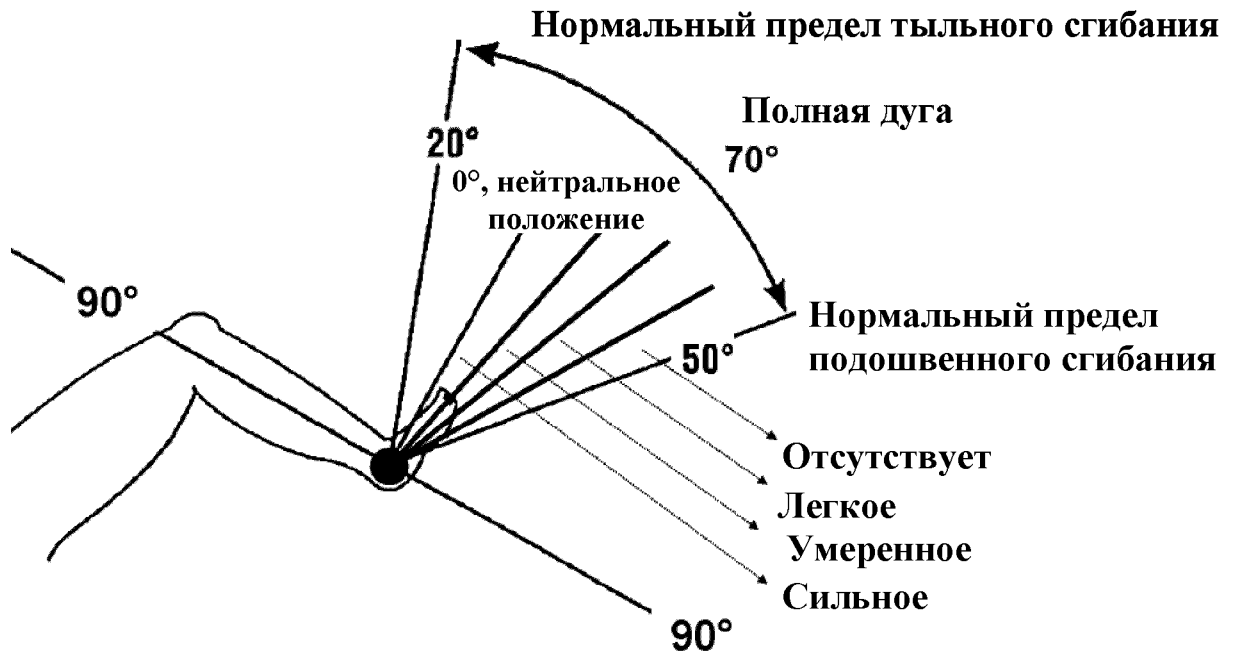 Нормальный предел тыльного сгибания
Полная дуга
70°
20°
0°, нейтральное
положение
90°
Нормальный предел
подошвенного сгибания
50°
Отсутствует
Легкое
Умеренное
Сильное
90°